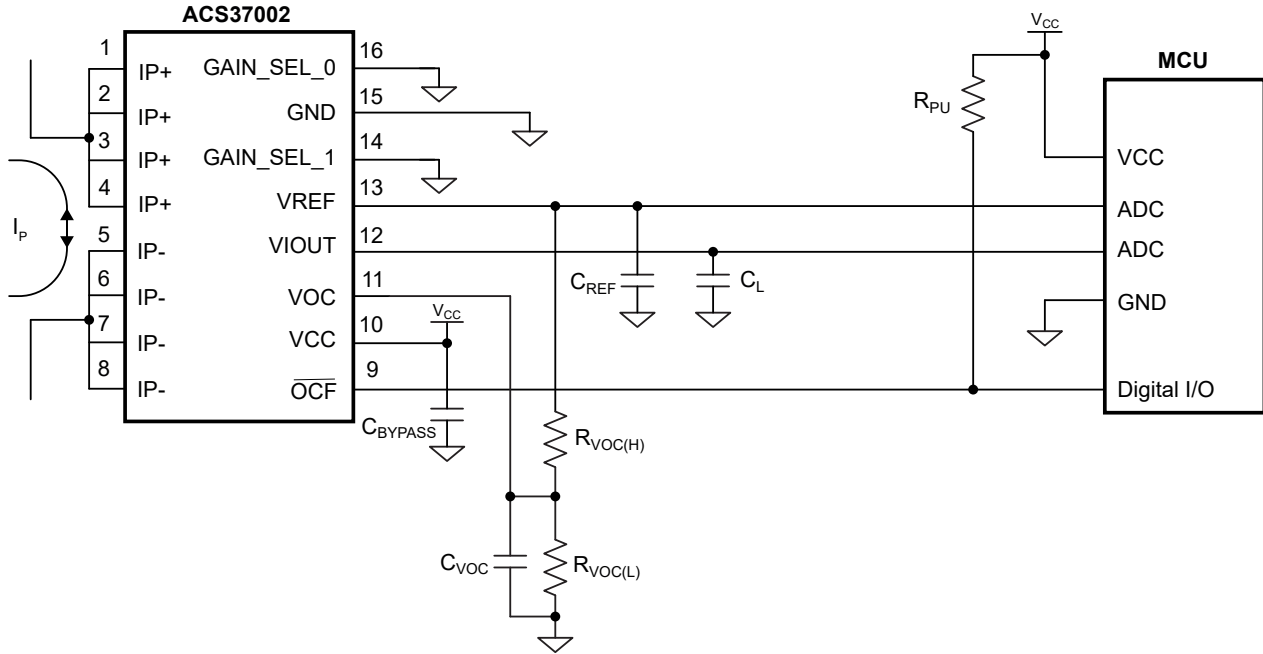 ACS37002
1
2
3
4
5
6
7
8
IP+
IP+
IP+
IP+
IP-
IP-
IP-
IP-
I_P
GAIN_SEL_0
GND
GAIN_SEL_1
VREF
VIOUT
VOC
VCC
OCF
16
15
14
13
12
11
10
9
V_CC
C_BYPASS
R_VOC(H)
C_VOC
R_VOC(L)
C_REF
C_L
V_CC
R_PU
MCU
VCC
ADC
ADC
GND
Digital I/O